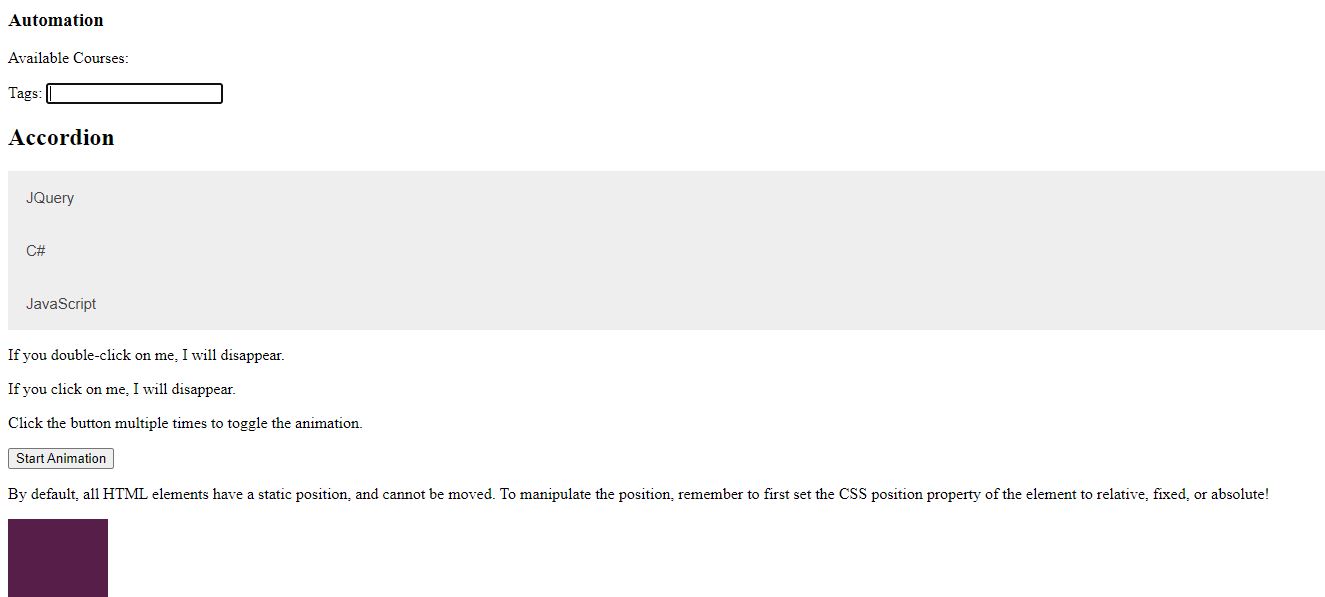 Automation
Available Courses:
Tags:
Accordion
JQuery
C#
JavaScript
If you double-click on me, I will disappear.
If you click on me, I will disappear.
Click the button multiple times to toggle the animation.
Start Animation
By default, all HTML elements have a static position, and cannot be moved. To manipulate the position, remember to first set the CSS position property of the element to relative, fixed, or absolute!